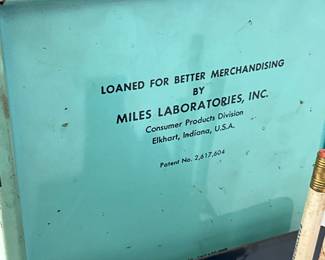 LOANED FOR BETTER MERCHANDISING
BY
MILES LABORATORIES, INC.
Consumer Products Division
Elkhart, Indiana, U.S.A.
Patent No. 2,617,604